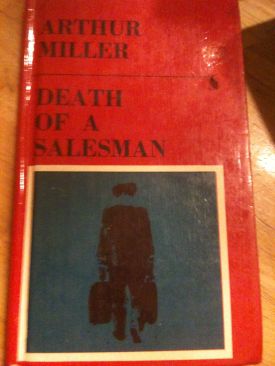 ARTHUR
MILLER
DEATH
OF A
SALESMAN